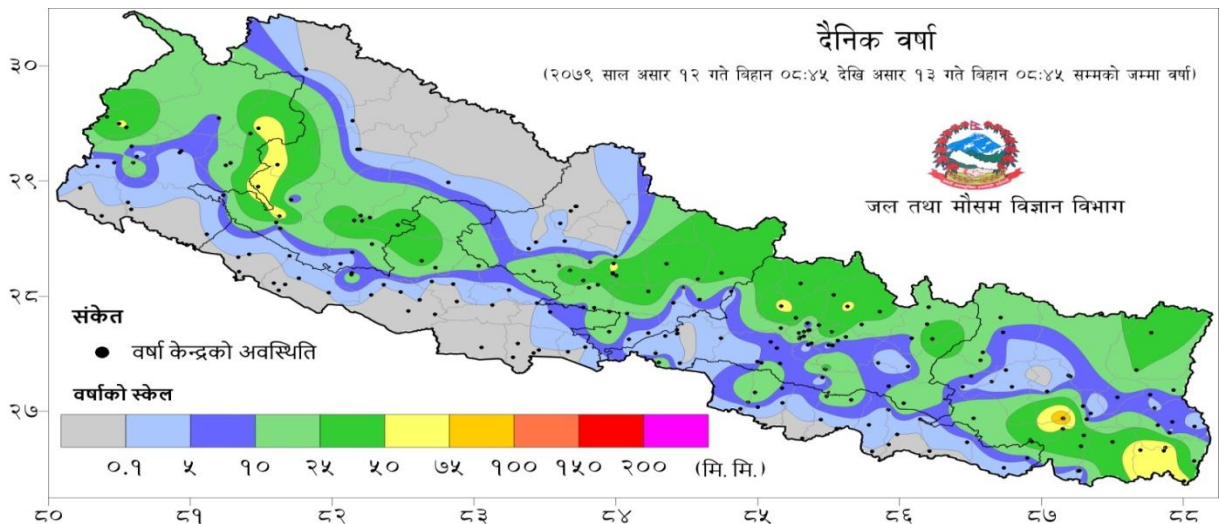 दैनिक वर्षा
(२०७९ साल असार १२ गते बिहान ०८:४५ देखि असार १३ गते बिहान ०८:४५ सम्मको जम्मा वर्षा)
जल तथा मौसम विज्ञान विभाग
३०
२९
२८
२७
संकेत
वर्षा केन्द्रको अवस्थिति
वर्षाको स्केल
०.१ ५ १० २५ ५० ७५ १०० १५० २०० (मि.मि.)
८० ८१ ८२ ८३ ८४ ८५ ८६ ८७ ८८